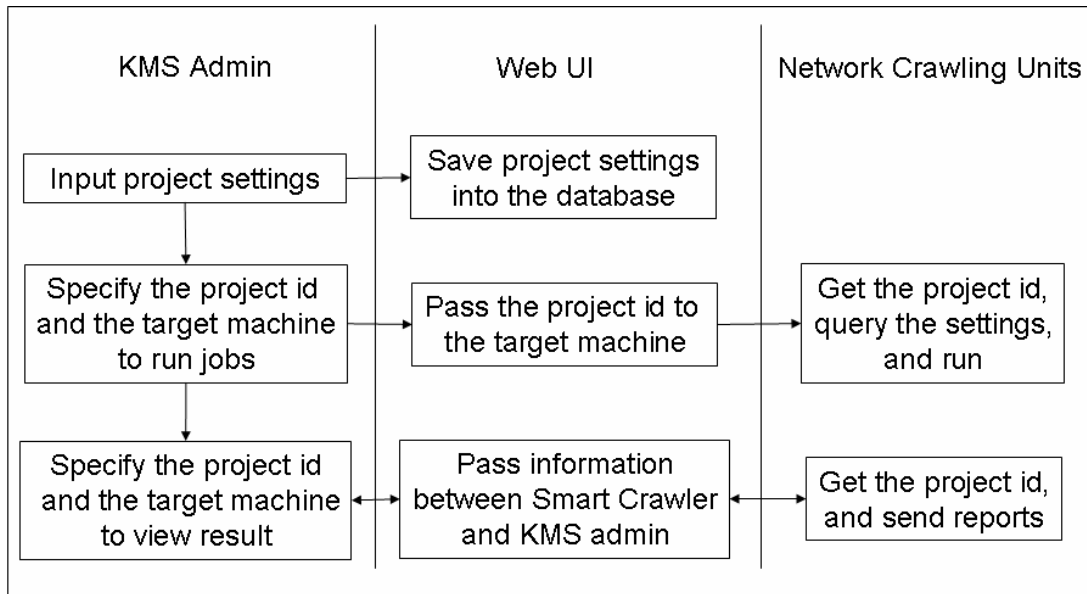 KMS Admin
Web UI
Network Crawling Units
Input project settings
Save project settings
into the database
Specify the project id
and the target machine
to run jobs
Pass the project id to
the target machine
Get the project id,
query the settings,
and run
Specify the project id
and the target machine
to view result
Pass information
between Smart Crawler
and KMS admin
Get the project id,
and send reports